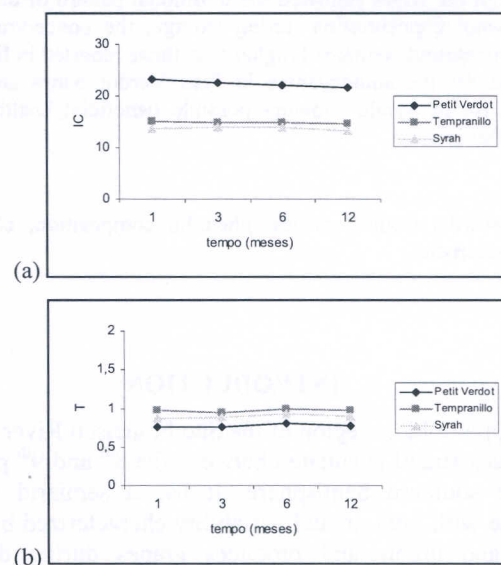 30
20
10
0
IC
1 3 6 12
tempo (meses)
Petit Verdot
Tempranillo
Syrah
(a)
2
1,5
1
0,5
0
T
1 3 6 12
tempo (meses)
Petit Verdot
Tempranillo
Syrah
(b)